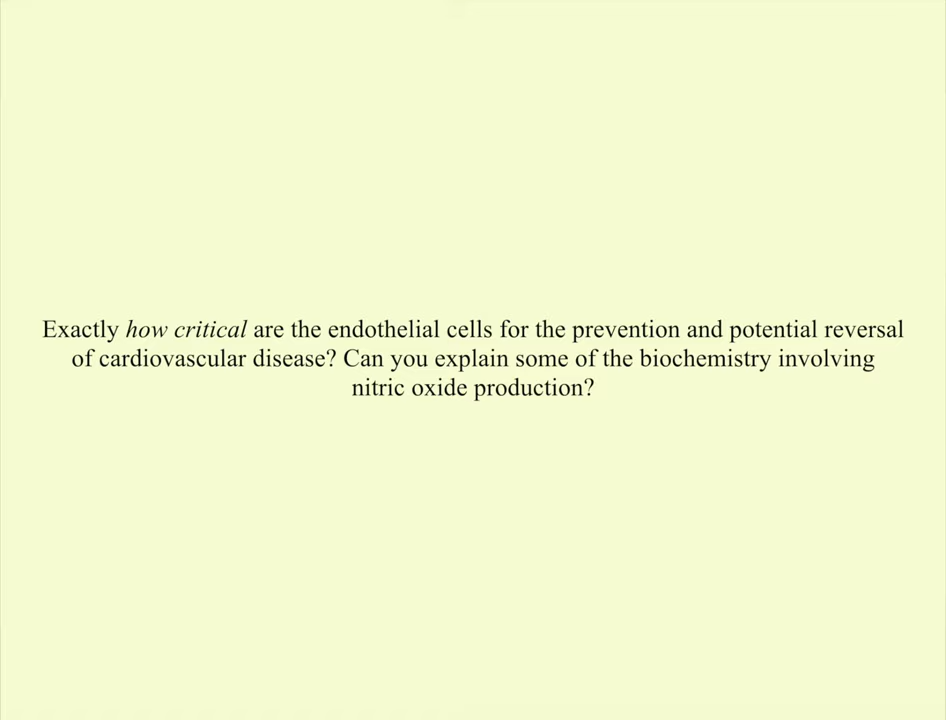 Exactly how critical are the endothelial cells for the prevention and potential reversal
of cardiovascular disease? Can you explain some of the biochemistry involving
nitric oxide production?